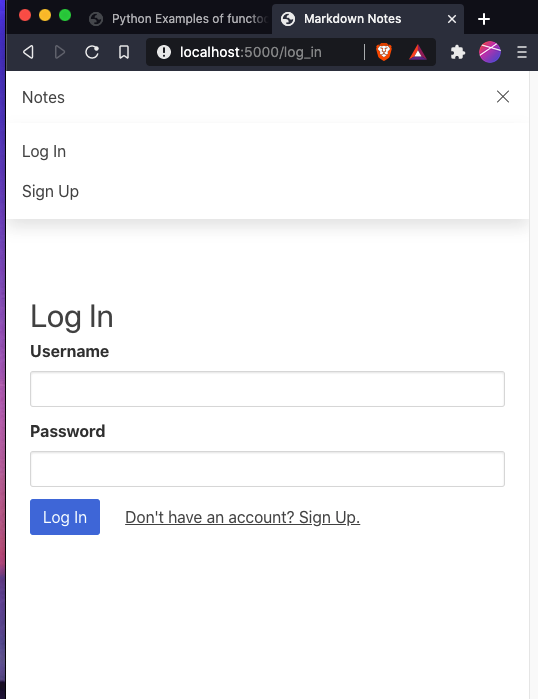 Python Examples of functo
Markdown Notes
localhost:5000/log_in
Notes
Log In
Sign Up
Log In
Username
Password
Log In Don't have an account? Sign Up.